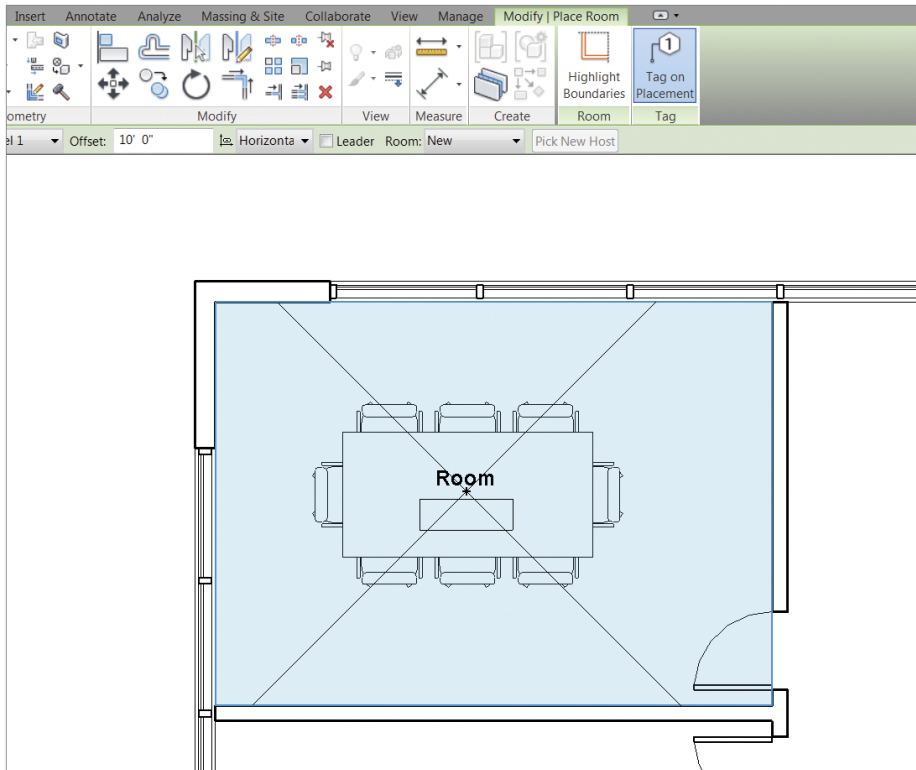 Insert Annotate Analyze Massing & Site Collaborate View Manage Modify | Place Room
Highlight Boundaries
1
Tag on Placement
ometry Modify View Measure Create Room Tag
el 1 Offset: 10' 0" Horizonta Leader Room: New Pick New Host
Room